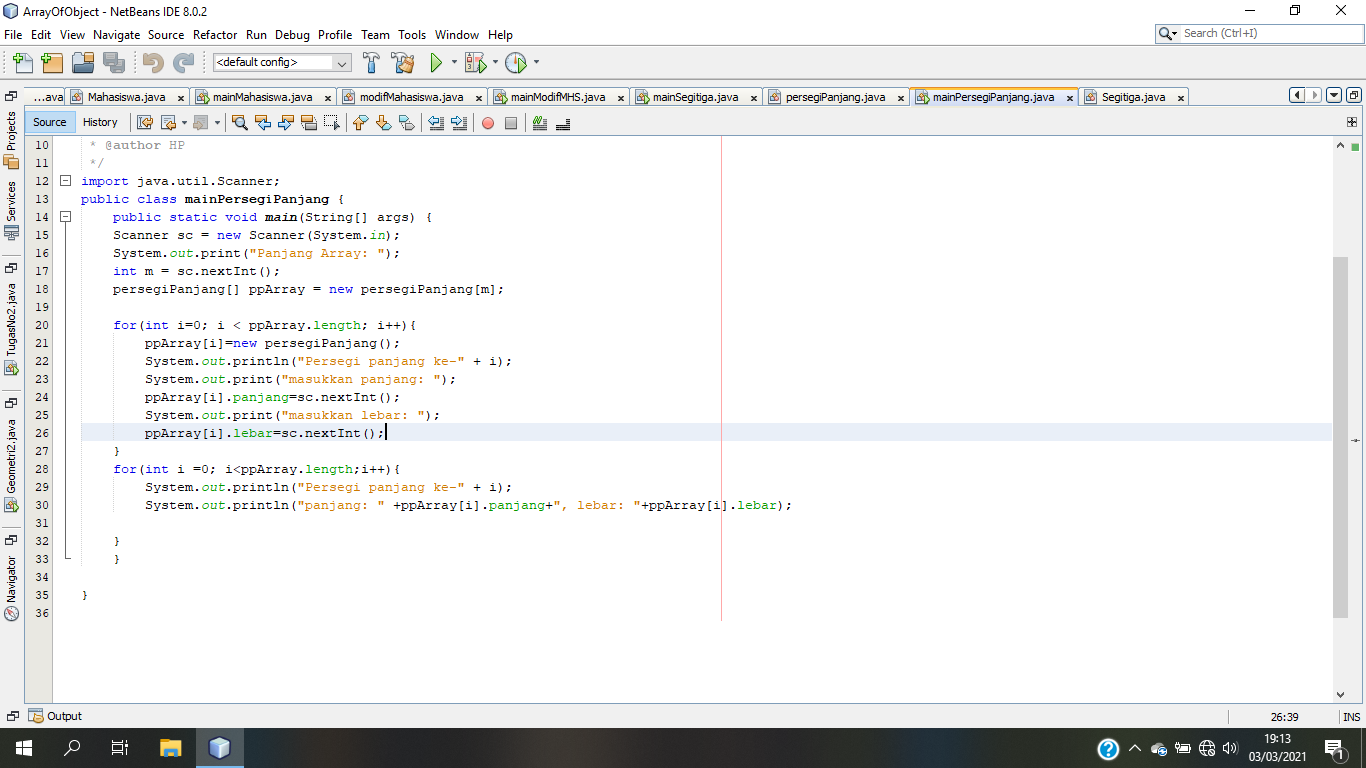 ArrayOfObject - NetBeans IDE 8.0.2
File Edit View Navigate Source Refactor Run Debug Profile Team Tools Window Help
Search (Ctrl+I)
<default config>
...ava Mahasiswa.java mainMahasiswa.java modifMahasiswa.java mainModifMHS.java mainSegitiga.java persegiPanjang.java mainPersegiPanjang.java Segitiga.java
Source History
Projects
Services
TugasNo2.java
Geometri2.java
Navigator
10 * @author HP
11 */
12 import java.util.Scanner;
13 public class mainPersegiPanjang {
14 public static void main(String[] args) {
15 Scanner sc = new Scanner(System.in);
16 System.out.print("Panjang Array: ");
17 int m = sc.nextInt();
18 persegiPanjang[] ppArray = new persegiPanjang[m];
19
20 for(int i=0; i < ppArray.length; i++){
21 ppArray[i]=new persegiPanjang();
22 System.out.println("Persegi panjang ke-" + i);
23 System.out.print("masukkan panjang: ");
24 ppArray[i].panjang=sc.nextInt();
25 System.out.print("masukkan lebar: ");
26 ppArray[i].lebar=sc.nextInt();
27 }
28 for(int i =0; i<ppArray.length;i++){
29 System.out.println("Persegi panjang ke-" + i);
30 System.out.println("panjang: " +ppArray[i].panjang+", lebar: "+ppArray[i].lebar);
31
32 }
33 }
34
35 }
36
Output
26:39 INS
19:13
03/03/2021
1